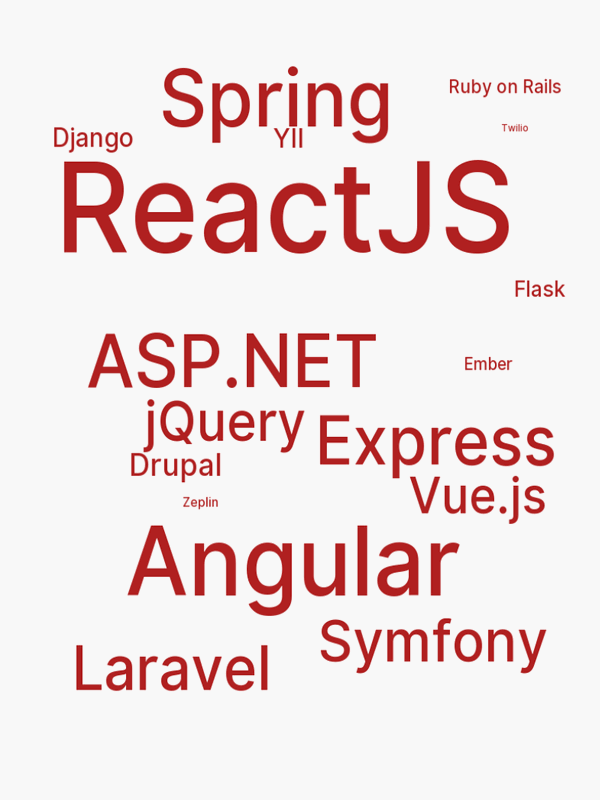 Spring
Ruby on Rails
Twilio
Django
YII
ReactJS
Flask
ASP.NET
Ember
jQuery
Express
Drupal
Vue.js
Zeplin
Angular
Symfony
Laravel